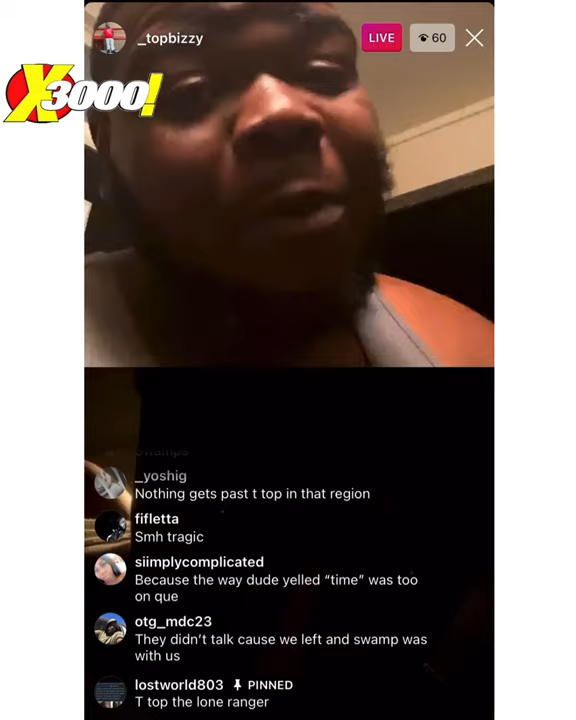 _topbizzy
LIVE
60
X3000!
_yoshig
Nothing gets past t top in that region
fifletta
Smh tragic
siimplycomplicated
Because the way dude yelled “time” was too
on que
otg_mdc23
They didn’t talk cause we left and swamp was
with us
lostworld803 PINNED
T top the lone ranger